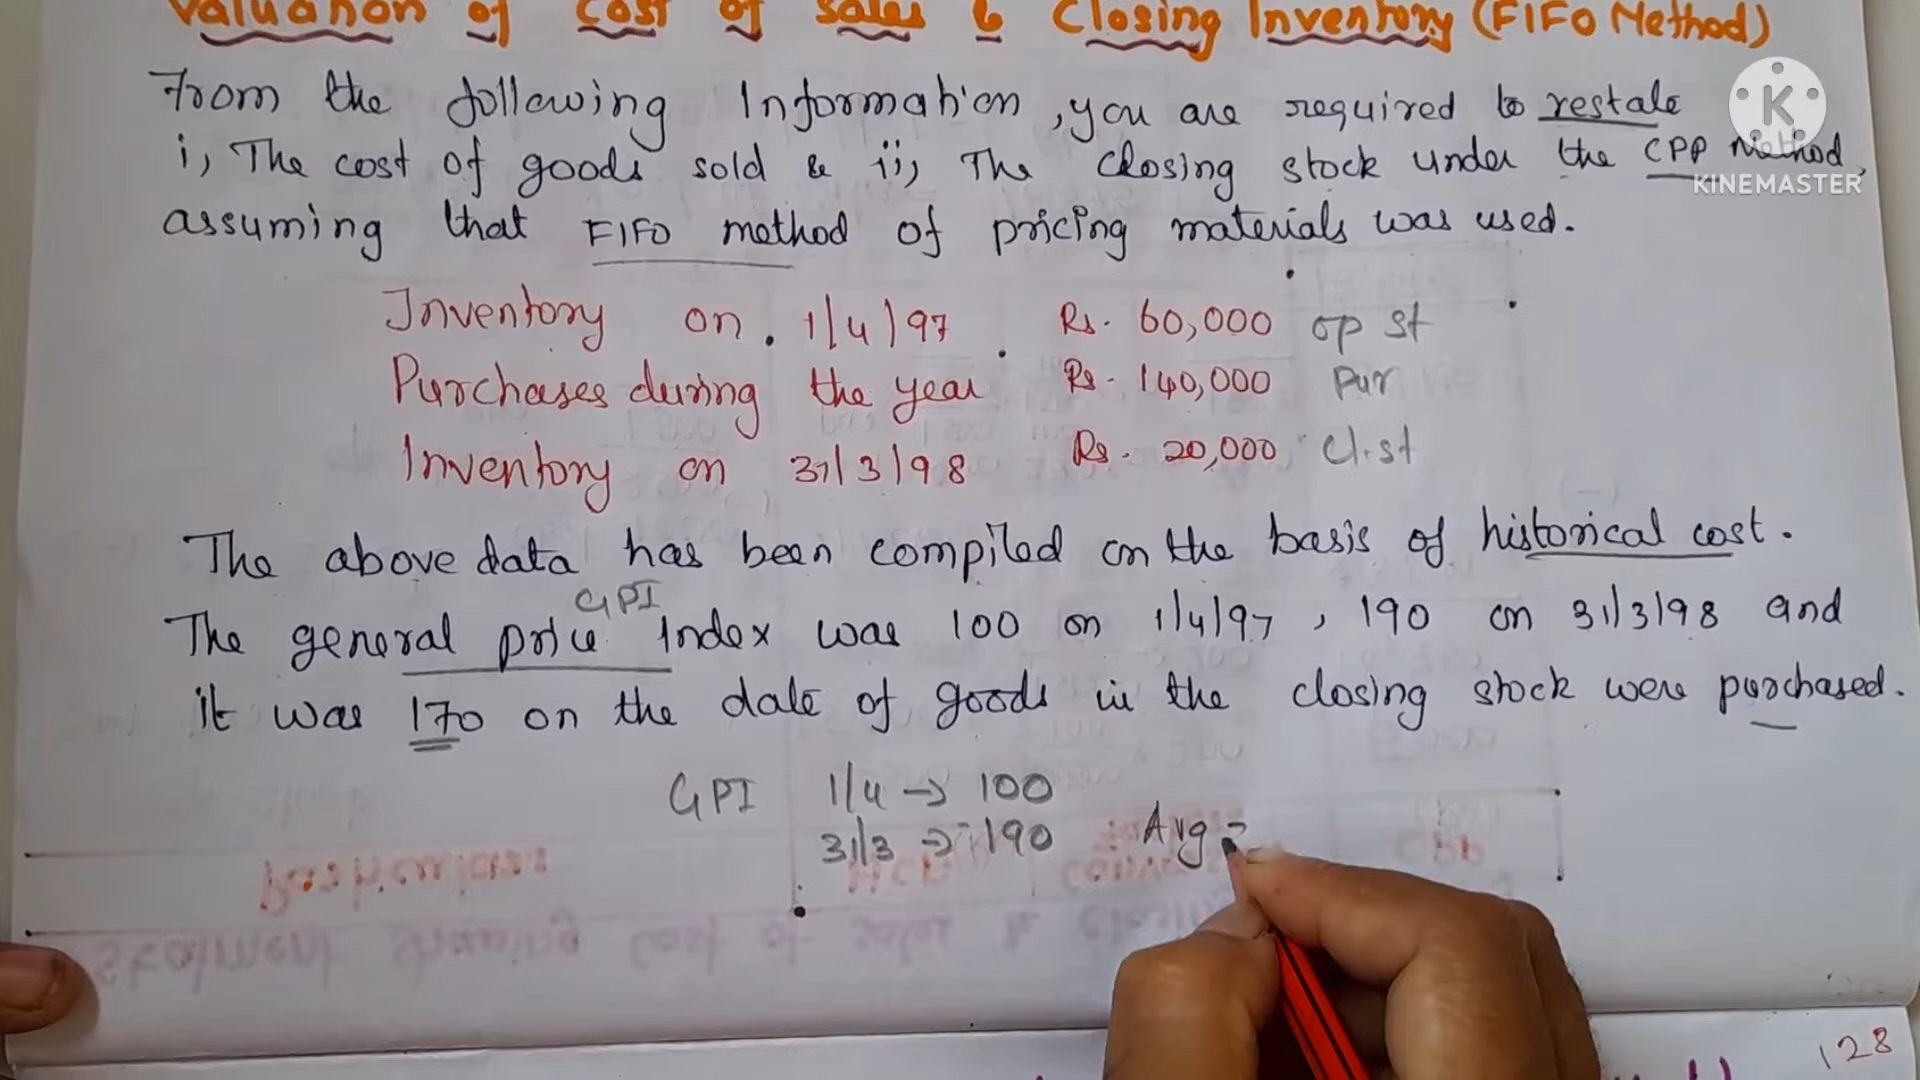 Valuation of Cost of Sales & Closing Inventory (FIFO Method)
From the following Information, you are required to restate
i, The cost of goods sold & ii, The closing stock under the CPP Method,
KINEMASTER
assuming that FIFO method of pricing materials was used.
Inventory on 1/4/97 Rs. 60,000 op st
Purchases during the year Rs. 140,000 Pur
Inventory on 31/3/98 Rs. 20,000 Cl.st
The above data has been compiled on the basis of historical cost.
GPI
The general price Index was 100 on 1/4/97, 190 on 31/3/98 and
it was 170 on the date of goods in the closing stock were purchased.
GPI 1/4 → 100
31/3 → 190 Avg =
128